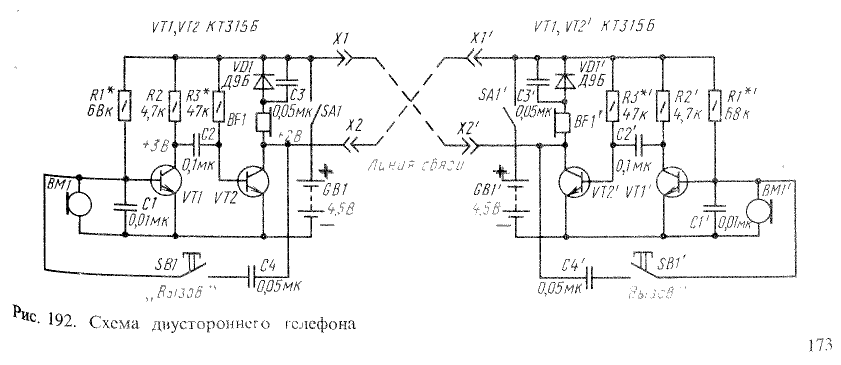 VT1,VT2 КТ315Б
X1
X1'
VT1, VT2' КТ315Б
VD1
Д9Б
C3
0,05мк
SA1
R1*
68к
R2
4,7к
R3*
47к
C2
0,1мк
BF1
+3В
+2В
X2
X2'
Линия связи
C3'
0,05мк
VD1'
Д9Б
SA1'
BF1'
R3*'
47к
R2'
4,7к
R1*'
68к
C2'
0,1мк
BM1
C1
0,01мк
VT1
VT2
+
GB1
4,5В
−
+
GB1'
4,5В
−
VT2'
VT1'
C1'
0,01мк
BM1'
SB1
„Вызов"
C4
0,05мк
C4'
0,05мк
SB1'
Вызов"
Рис. 192. Схема двустороннего телефона
173